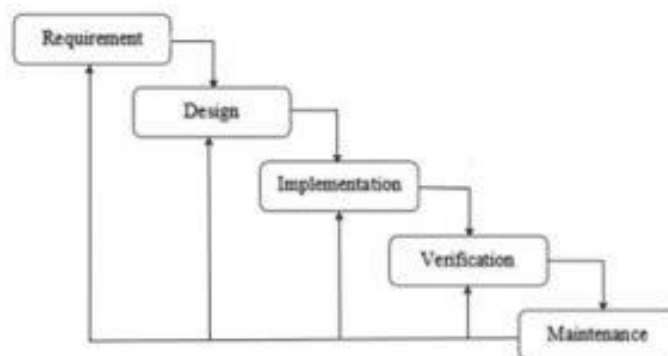 Requirement
Design
Implementation
Verification
Maintenance